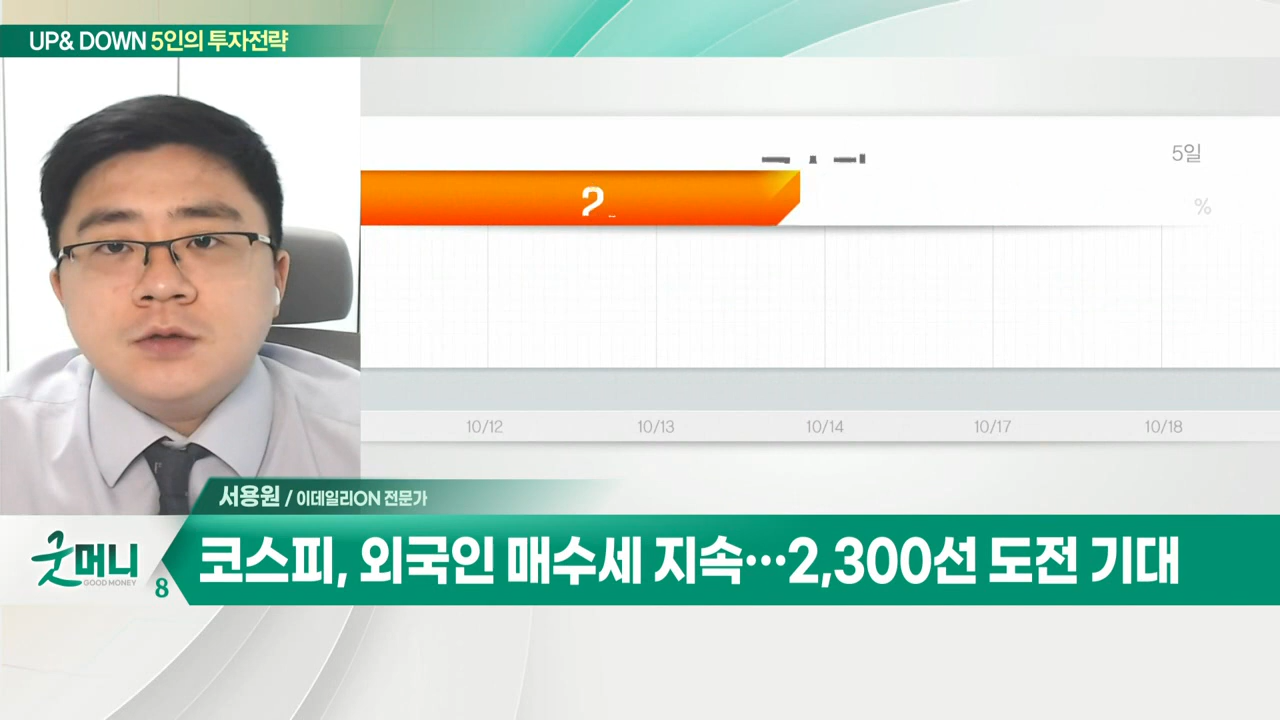 UP& DOWN 5인의 투자전략
5일
2
%
10/12 10/13 10/14 10/17 10/18
서용원 / 이데일리ON 전문가
굿머니
GOOD MONEY
8
코스피, 외국인 매수세 지속…2,300선 도전 기대